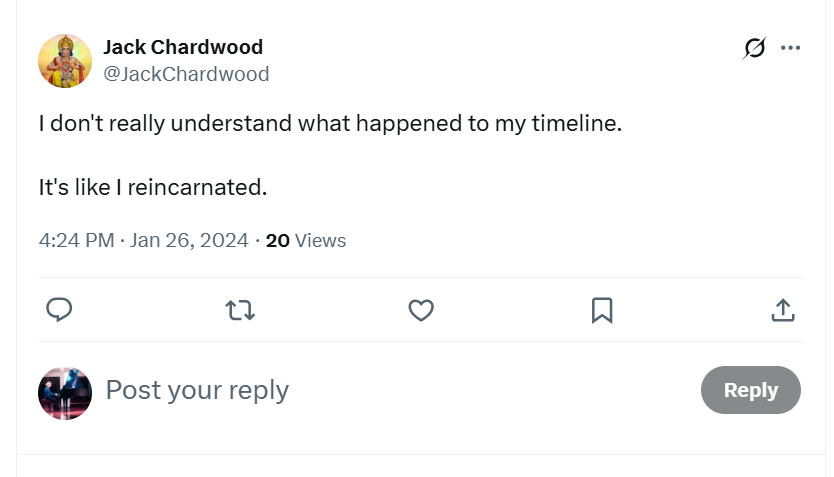 Jack Chardwood
@JackChardwood
I don't really understand what happened to my timeline.
It's like I reincarnated.
4:24 PM · Jan 26, 2024 · 20 Views
Post your reply
Reply